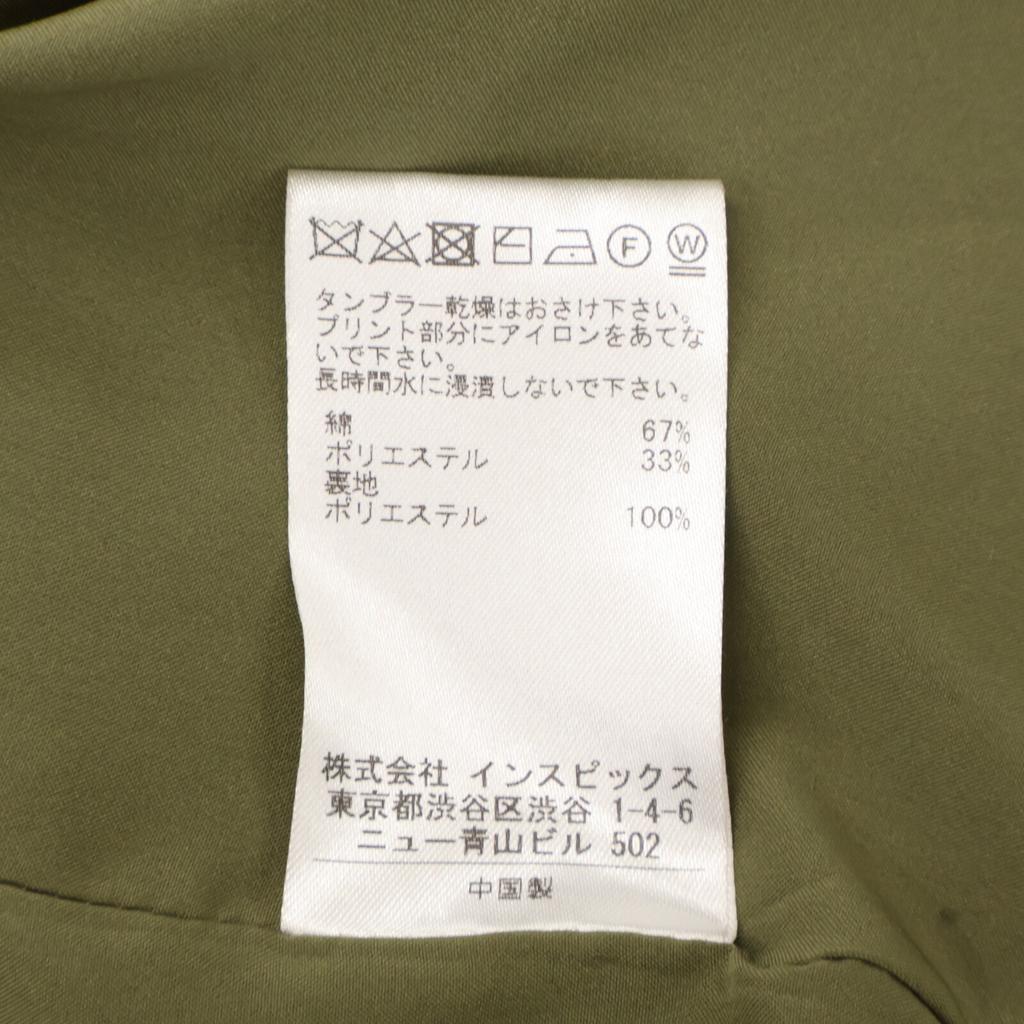 F W
タンブラー乾燥はおさけ下さい。
プリント部分にアイロンをあてな
いで下さい。
長時間水に浸漬しないで下さい。
綿 67%
ポリエステル 33%
裏地
ポリエステル 100%
株式会社 インスピックス
東京都渋谷区渋谷 1-4-6
ニュー青山ビル 502
中国製